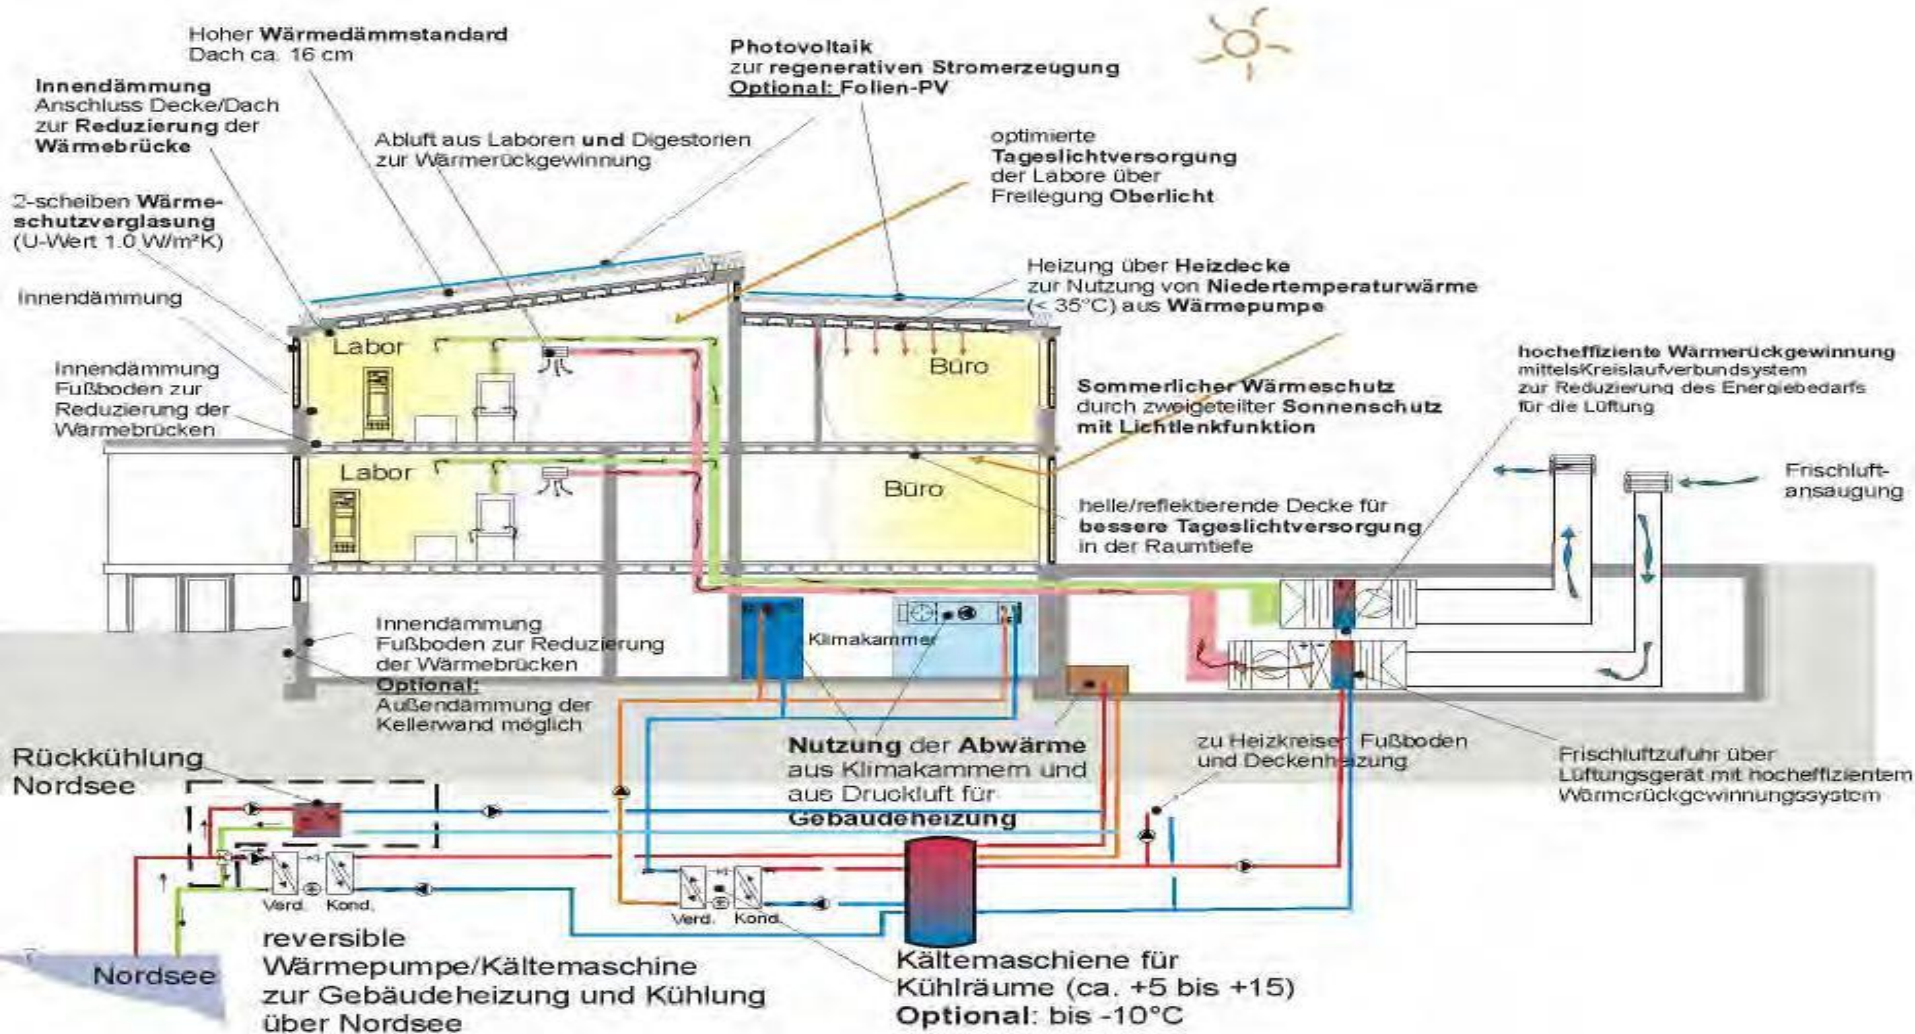 Hoher Wärmedämmstandard
Dach ca. 16 cm
Photovoltaik
zur regenerativen Stromerzeugung
Optional: Folien-PV
Innendämmung
Anschluss Decke/Dach
zur Reduzierung der
Wärmebrücke
Abluft aus Laboren und Digestorien
zur Wärmerückgewinnung
optimierte
Tageslichtversorgung
der Labore über
Freilegung Oberlicht
2-scheiben Wärme-
schutzverglasung
(U-Wert 1.0 W/m²K)
Innendämmung
Heizung über Heizdecke
zur Nutzung von Niedertemperaturwärme
(< 35°C) aus Wärmepumpe
Labor
Büro
Innendämmung
Fußboden zur
Reduzierung der
Wärmebrücken
Sommerlicher Wärmeschutz
durch zweigeteilter Sonnenschutz
mit Lichtlenkfunktion
hocheffiziente Wärmerückgewinnung
mittelsKreislaufverbundsystem
zur Reduzierung des Energiebedarfs
für die Lüftung
Labor
Büro
Frischluft-
ansaugung
helle/reflektierende Decke für
bessere Tageslichtversorgung
in der Raumtiefe
Innendämmung
Fußboden zur Reduzierung
der Wärmebrücken
Optional:
Außendämmung der
Kellerwand möglich
Klimakammer
Rückkühlung
Nordsee
Nutzung der Abwärme
aus Klimakammern und
aus Druckluft für
Gebäudeheizung
zu Heizkreiser Fußboden
und Deckenheizung
Frischluftzufuhr über
Lüftungsgerät mit hocheffizientem
Wärmerückgewinnungssystem
Verd. Kond.
Verd. Kond.
Nordsee
reversible
Wärmepumpe/Kältemaschine
zur Gebäudeheizung und Kühlung
über Nordsee
Kältemaschiene für
Kühlräume (ca. +5 bis +15)
Optional: bis -10°C